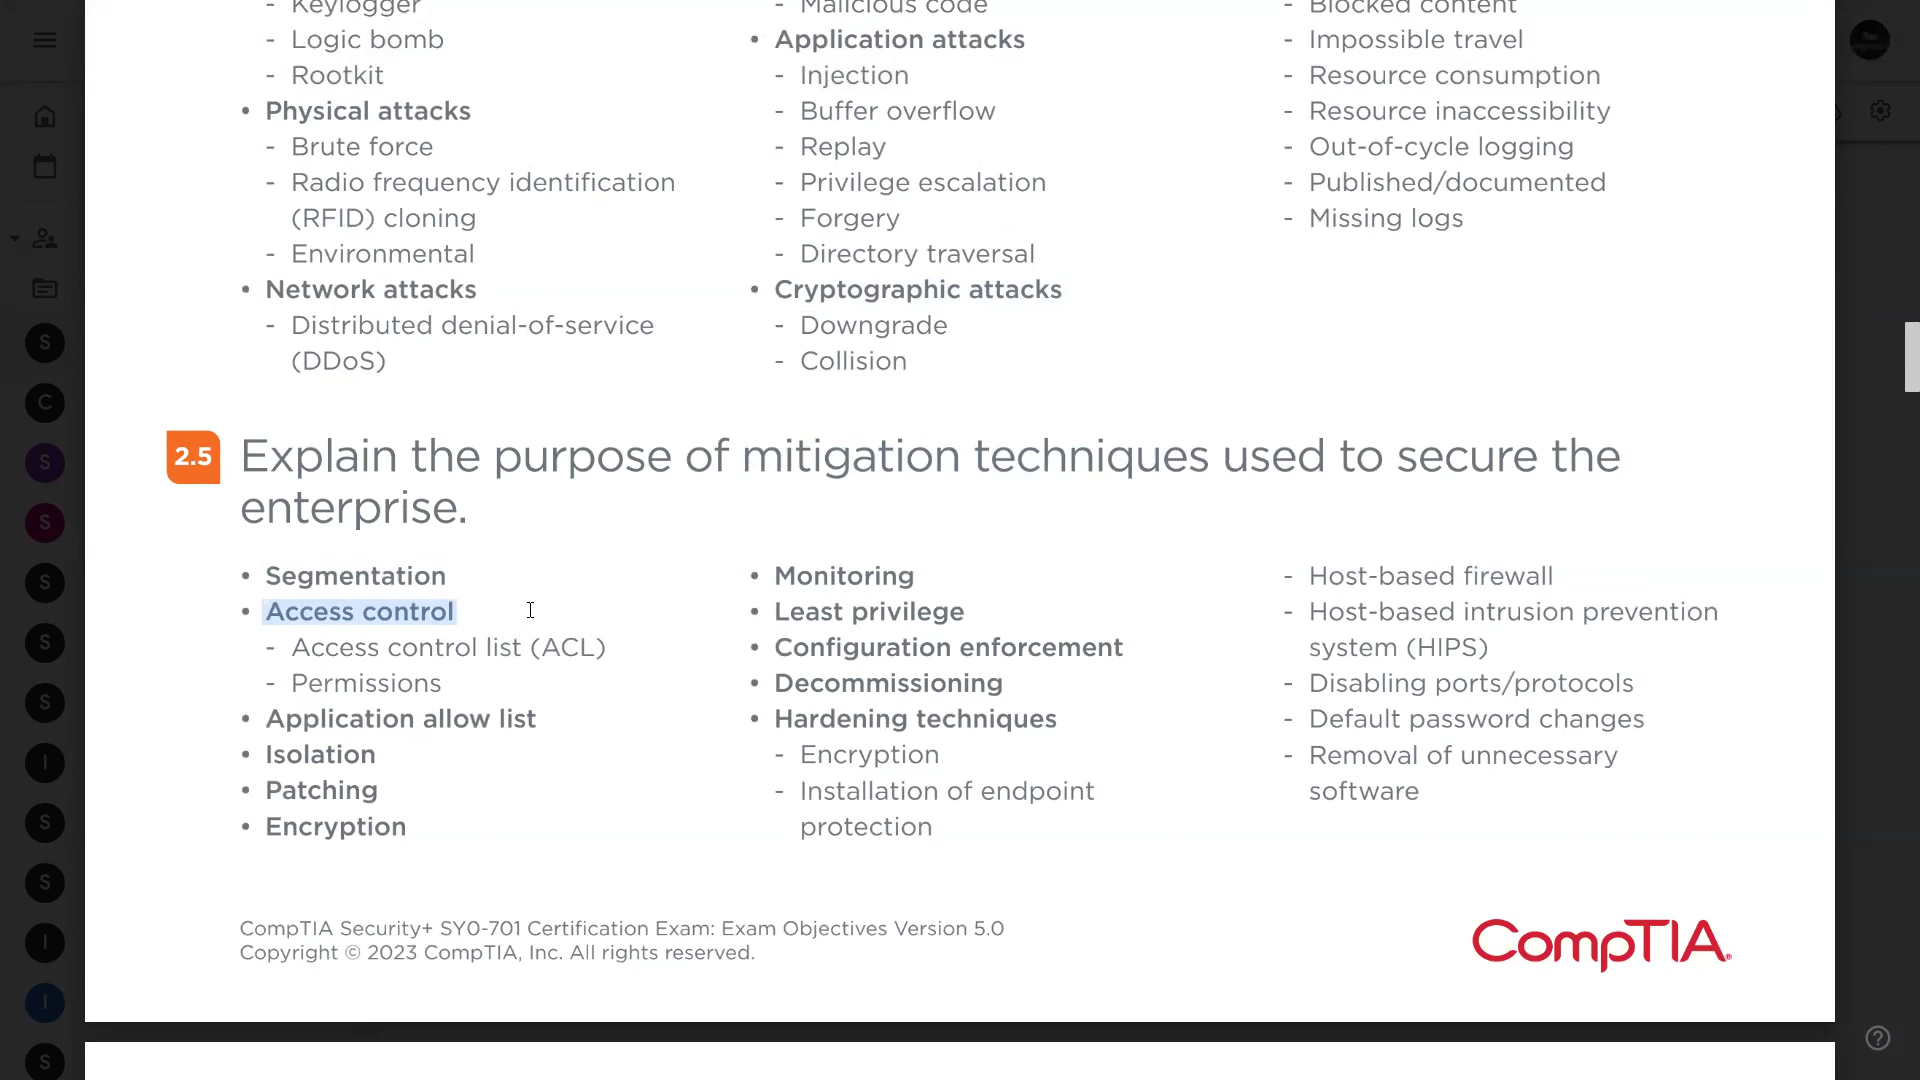 - Keylogger
- Logic bomb
- Rootkit
• Physical attacks
- Brute force
- Radio frequency identification
(RFID) cloning
- Environmental
• Network attacks
- Distributed denial-of-service
(DDoS)
- Malicious code
• Application attacks
- Injection
- Buffer overflow
- Replay
- Privilege escalation
- Forgery
- Directory traversal
• Cryptographic attacks
- Downgrade
- Collision
- Blocked content
- Impossible travel
- Resource consumption
- Resource inaccessibility
- Out-of-cycle logging
- Published/documented
- Missing logs
2.5 Explain the purpose of mitigation techniques used to secure the
enterprise.
• Segmentation
• Access control
- Access control list (ACL)
- Permissions
• Application allow list
• Isolation
• Patching
• Encryption
• Monitoring
• Least privilege
• Configuration enforcement
• Decommissioning
• Hardening techniques
- Encryption
- Installation of endpoint
protection
- Host-based firewall
- Host-based intrusion prevention
system (HIPS)
- Disabling ports/protocols
- Default password changes
- Removal of unnecessary
software
CompTIA Security+ SY0-701 Certification Exam: Exam Objectives Version 5.0
Copyright © 2023 CompTIA, Inc. All rights reserved.
CompTIA®
S
C
S
S
S
S
S
I
S
S
I
I
S
?